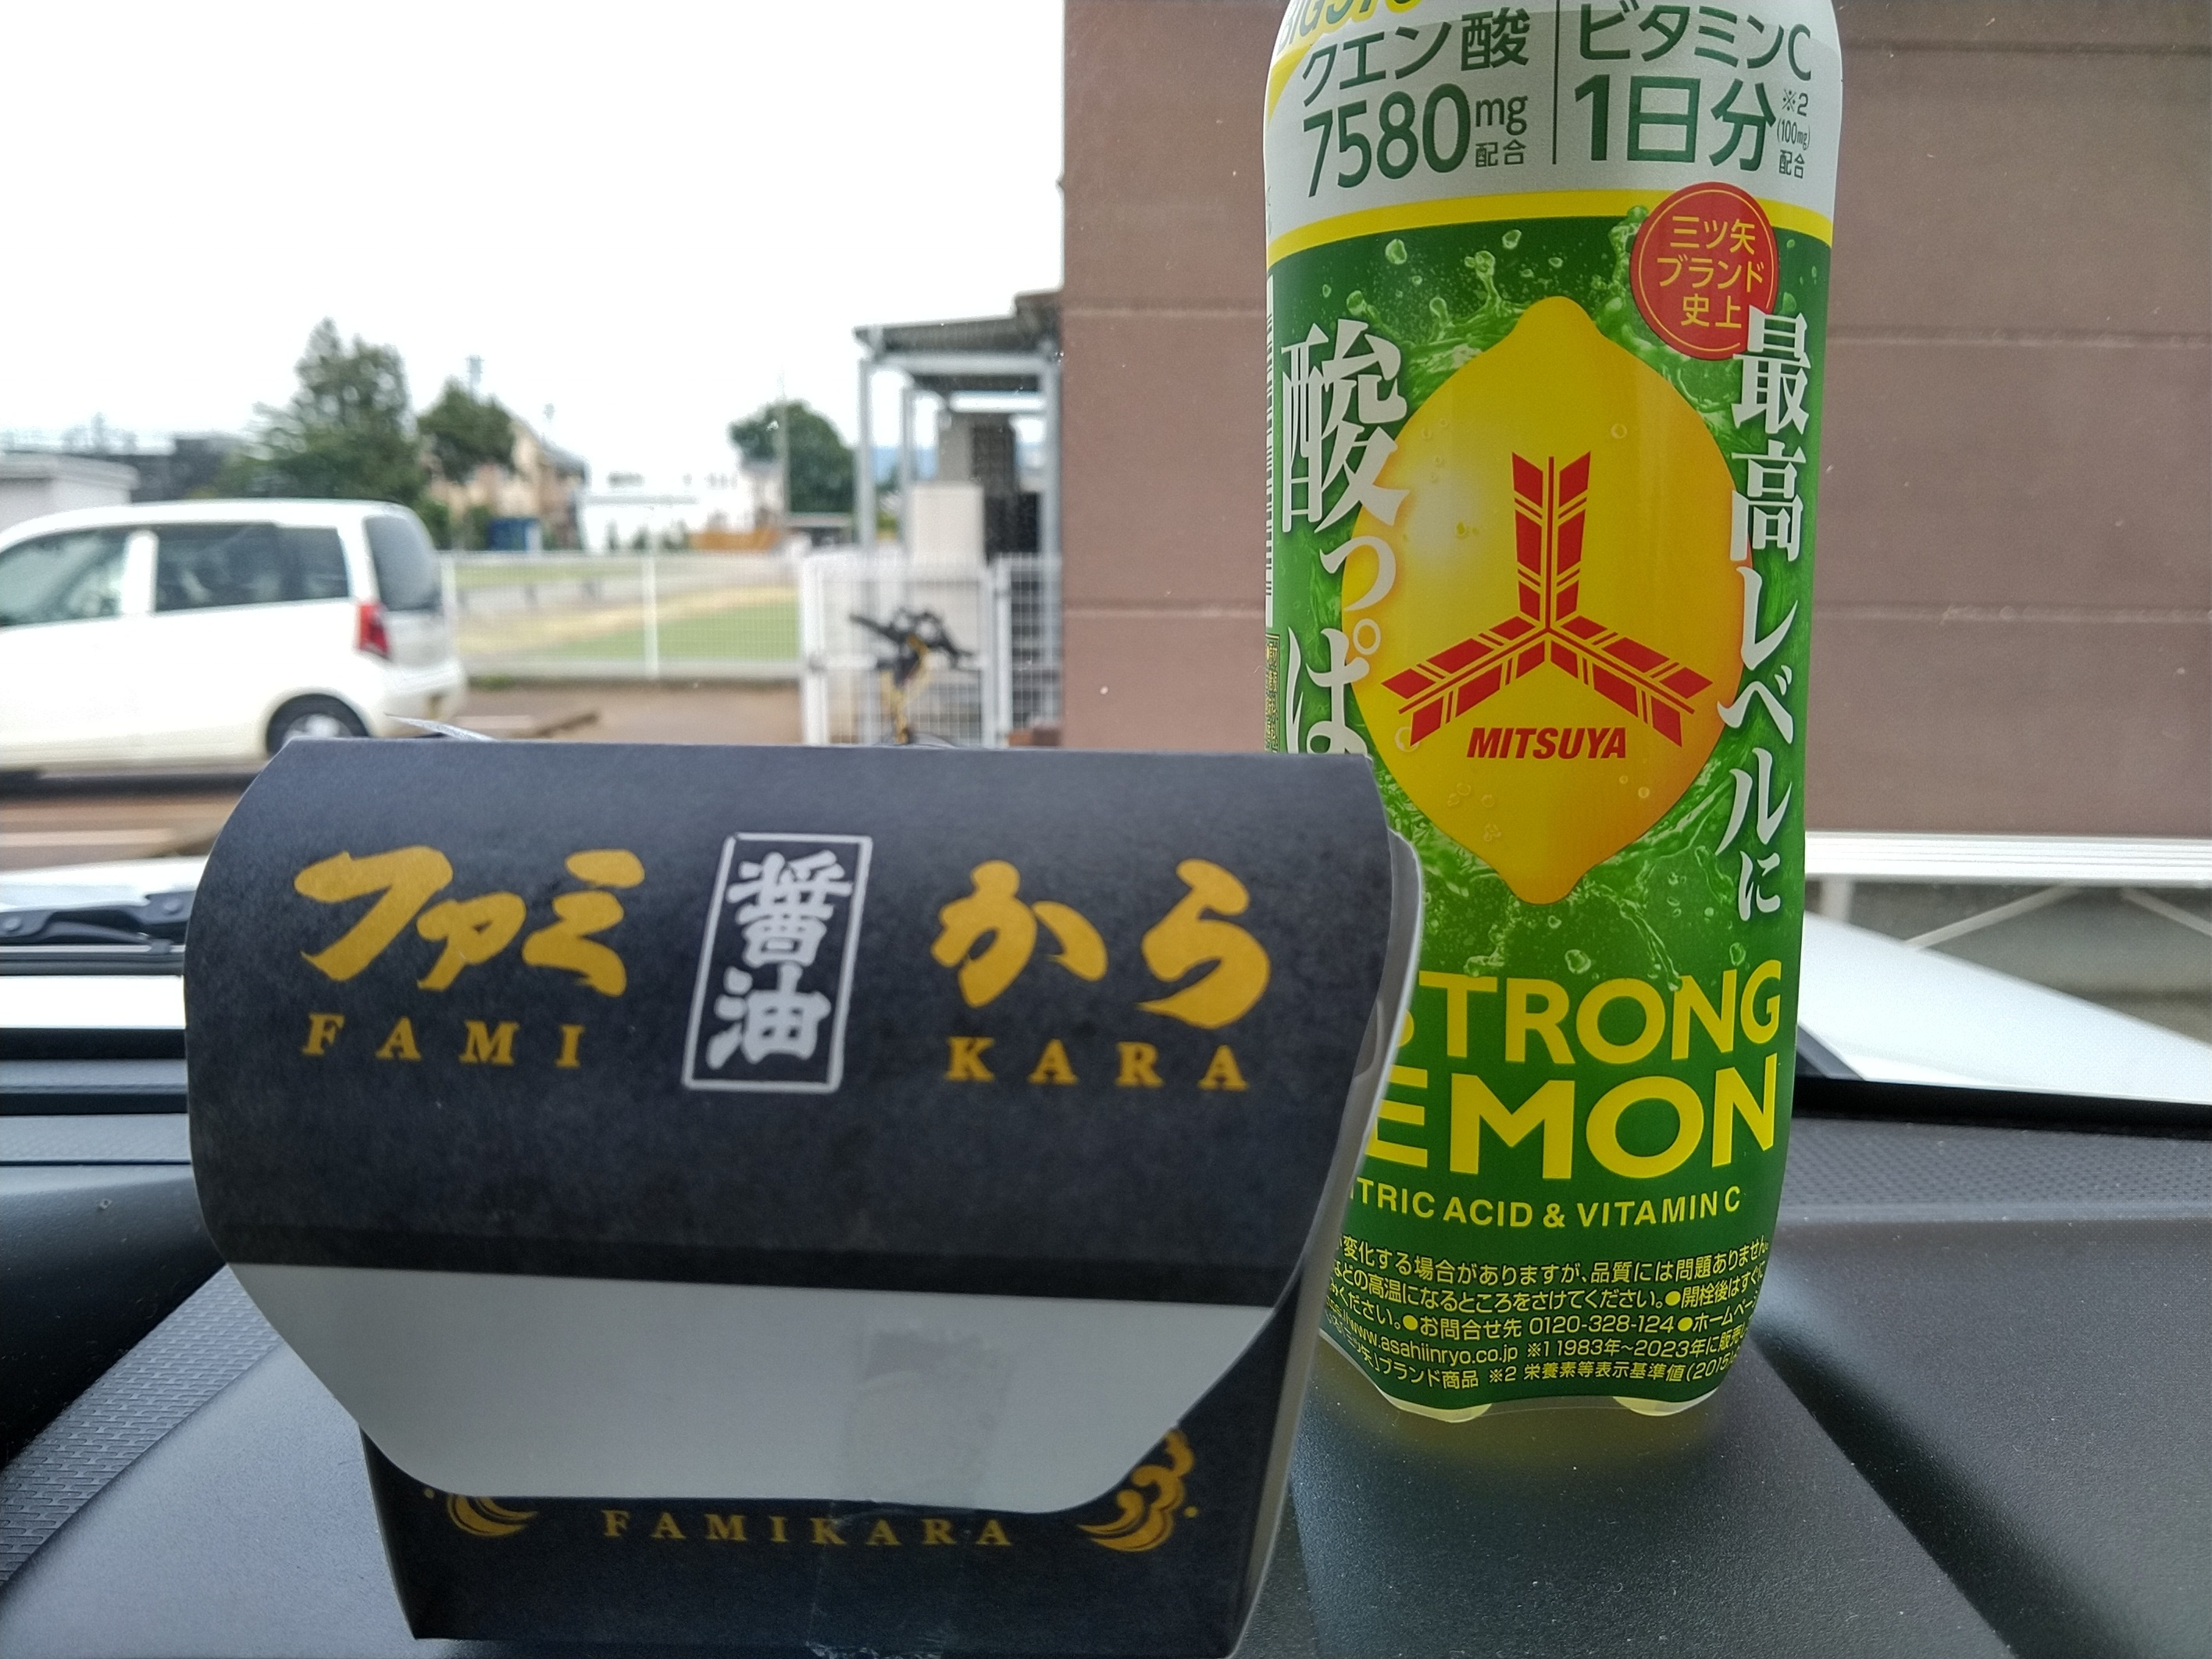 クエン酸
7580mg
配合
ビタミンC
1日分
※2
(100mg)
配合
三ツ矢
ブランド
史上
最高レベルに
酸っぱ
MITSUYA
STRONG
EMON
TRIC ACID & VITAMIN C
変化する場合がありますが、品質には問題ありません。
などの高温になるところをさけてください。●開栓後はすぐに
ください。●お問合せ先 0120-328-124●ホームペー
www.asahiinryo.co.jp ※1 1983年~2023年に販売
ブランド商品 ※2 栄養素等表示基準値(2015)
ファミ
醤油
から
FAMI
KARA
FAMIKARA